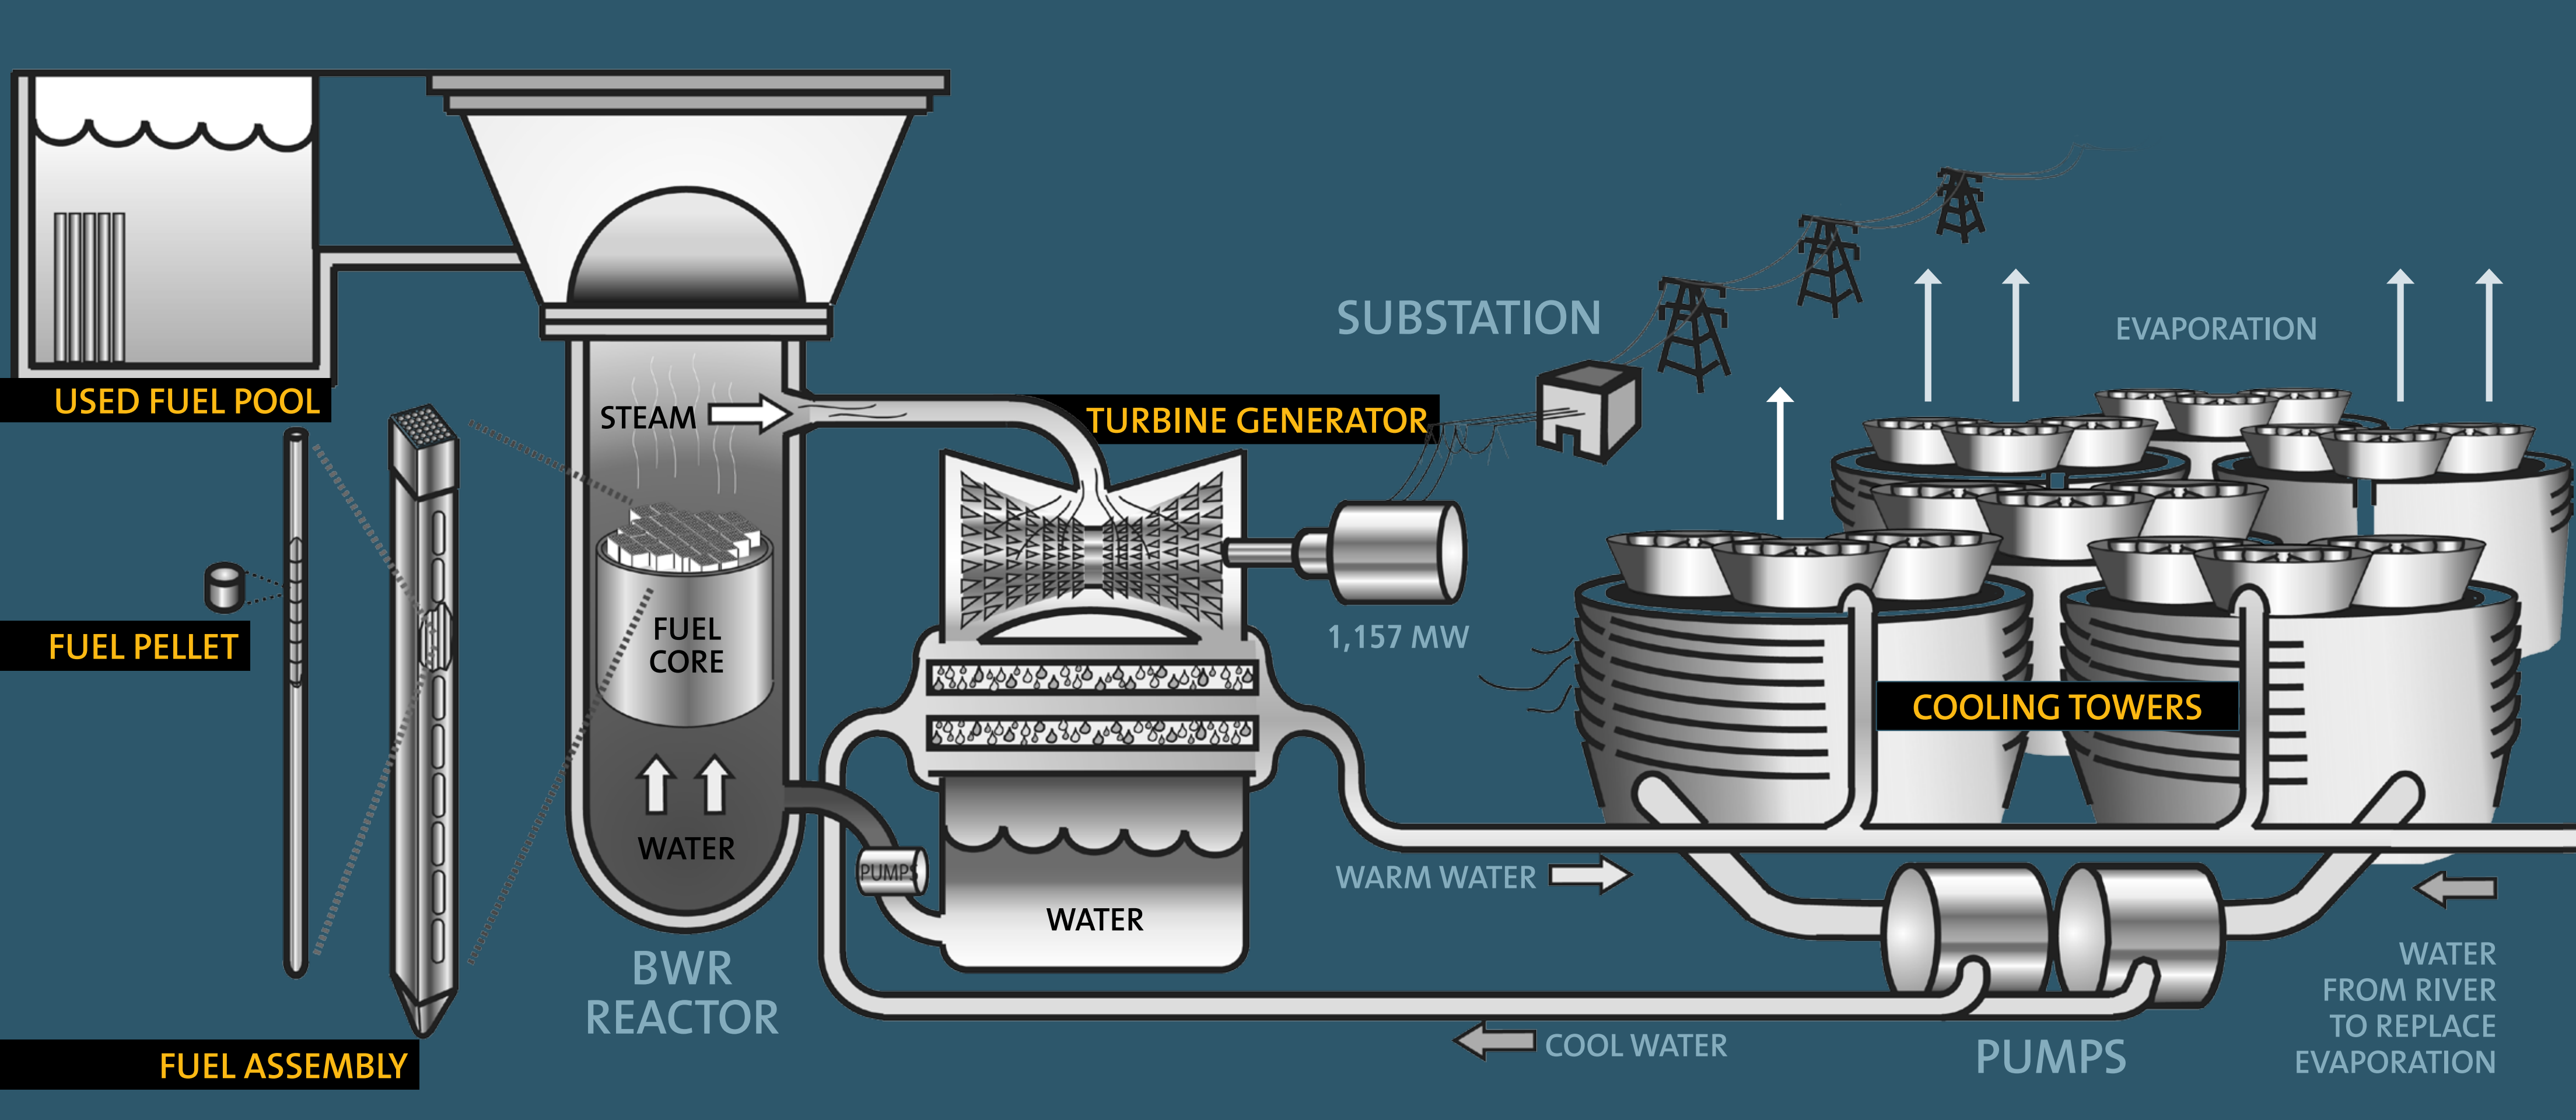 SUBSTATION
EVAPORATION
USED FUEL POOL
STEAM
TURBINE GENERATOR
FUEL PELLET
FUEL
CORE
1,157 MW
COOLING TOWERS
WATER
PUMPS
WATER
WARM WATER
BWR
REACTOR
COOL WATER
PUMPS
WATER
FROM RIVER
TO REPLACE
EVAPORATION
FUEL ASSEMBLY